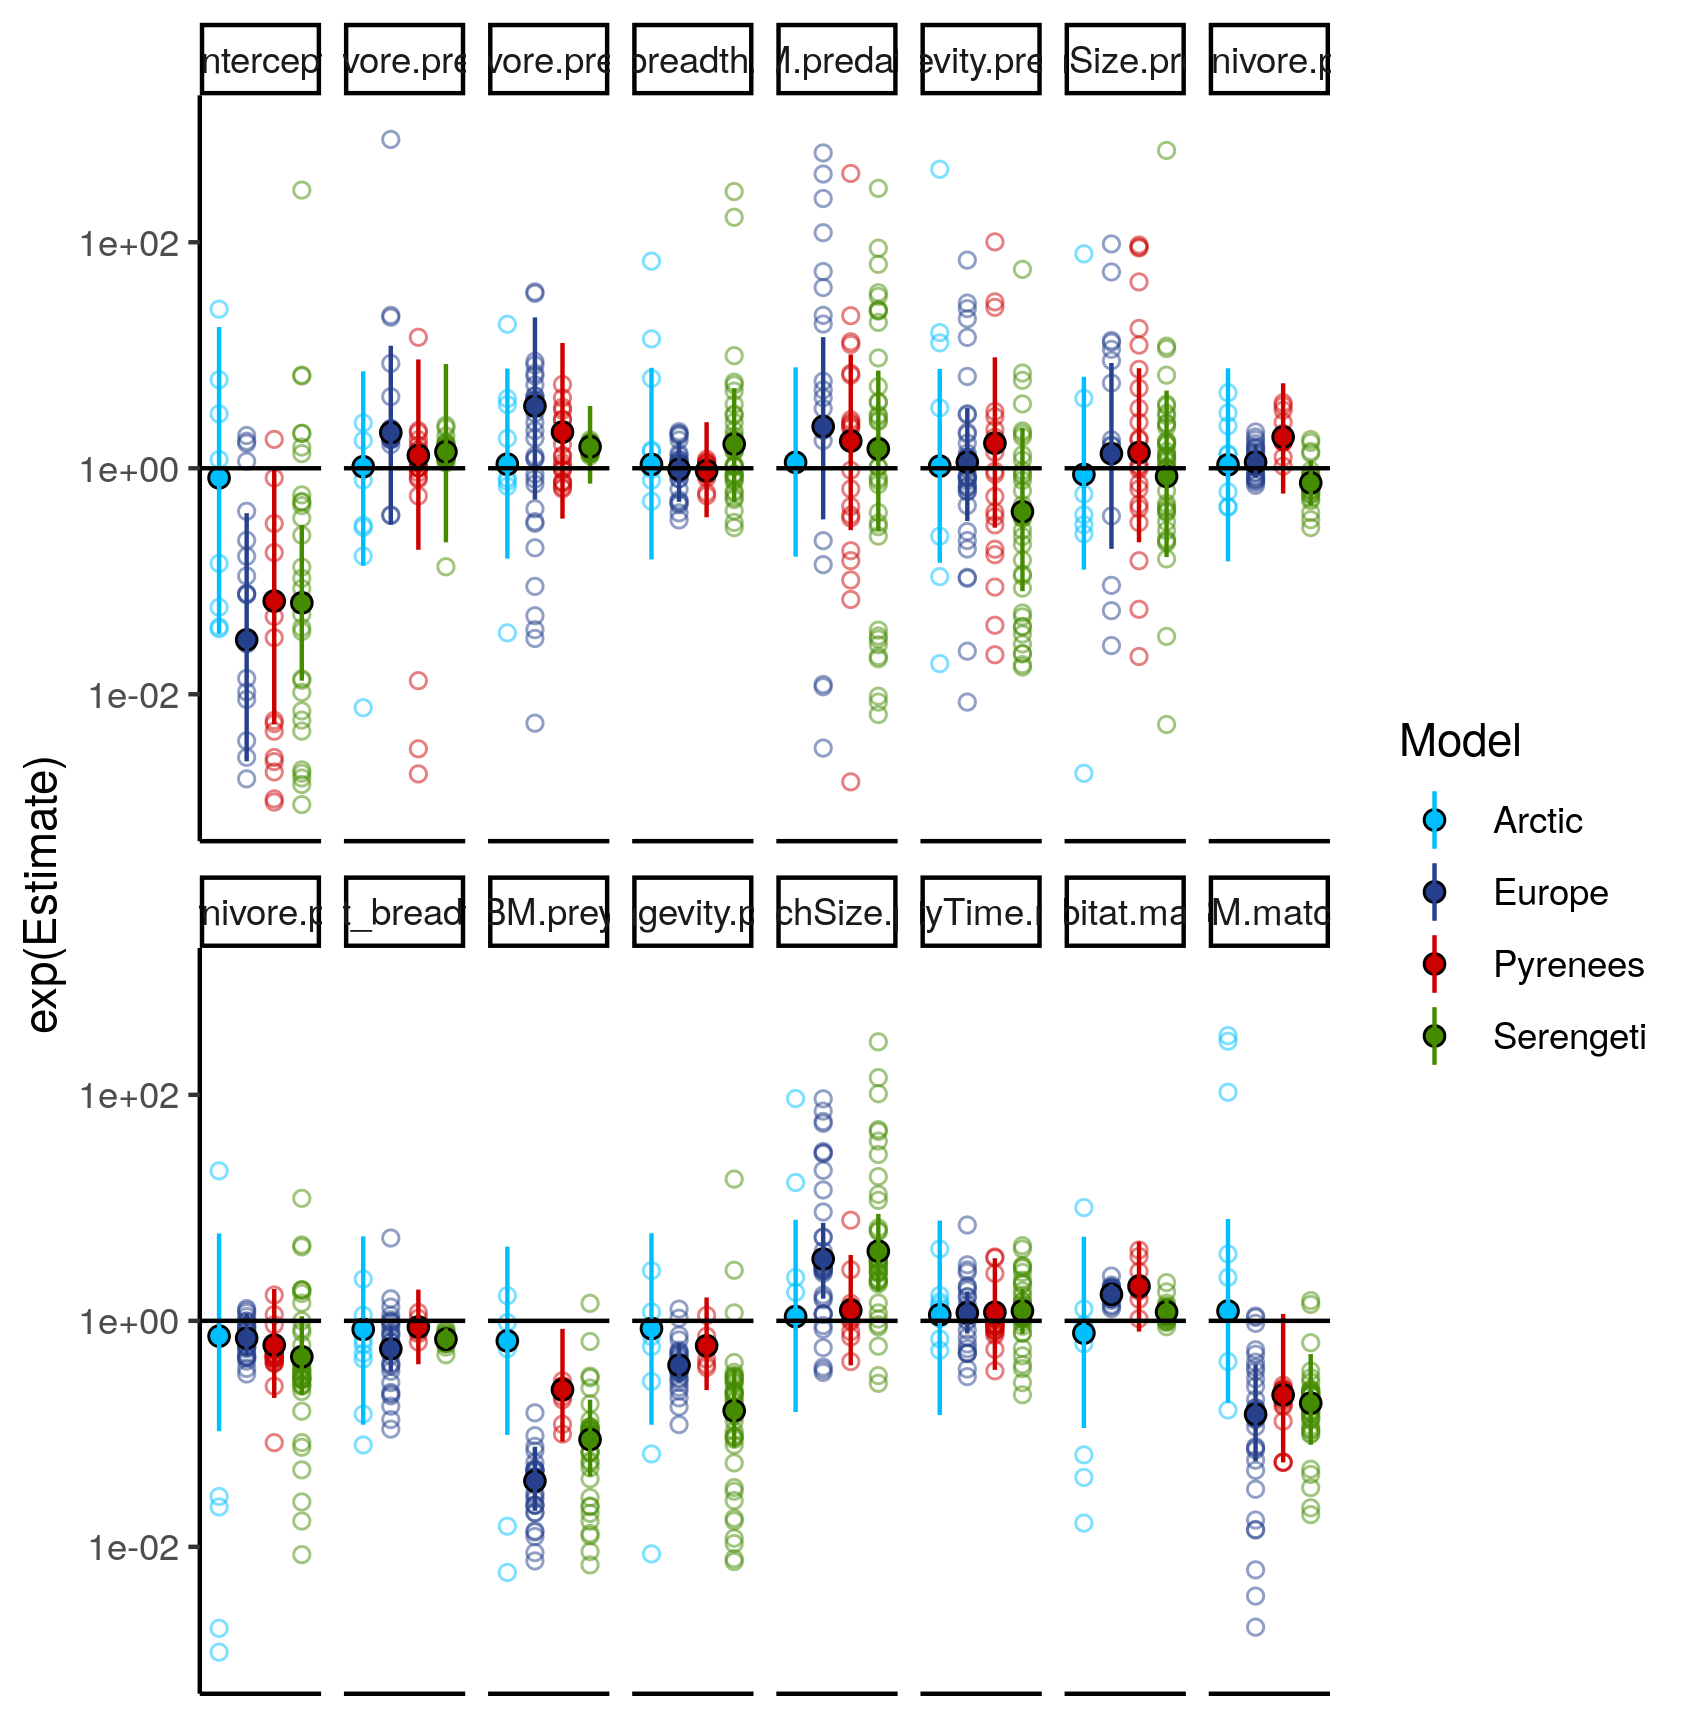 ntercep
vore.pre
vore.pre
breadth.
M.preda
evity.pre
Size.pr
nivore.p
1e+02
1e+00
1e-02
exp(Estimate)
nivore.p
t_bread
BM.prey
gevity.p
chSize.p
yTime.
bitat.ma
M.matc
1e+02
1e+00
1e-02
Model
Arctic
Europe
Pyrenees
Serengeti